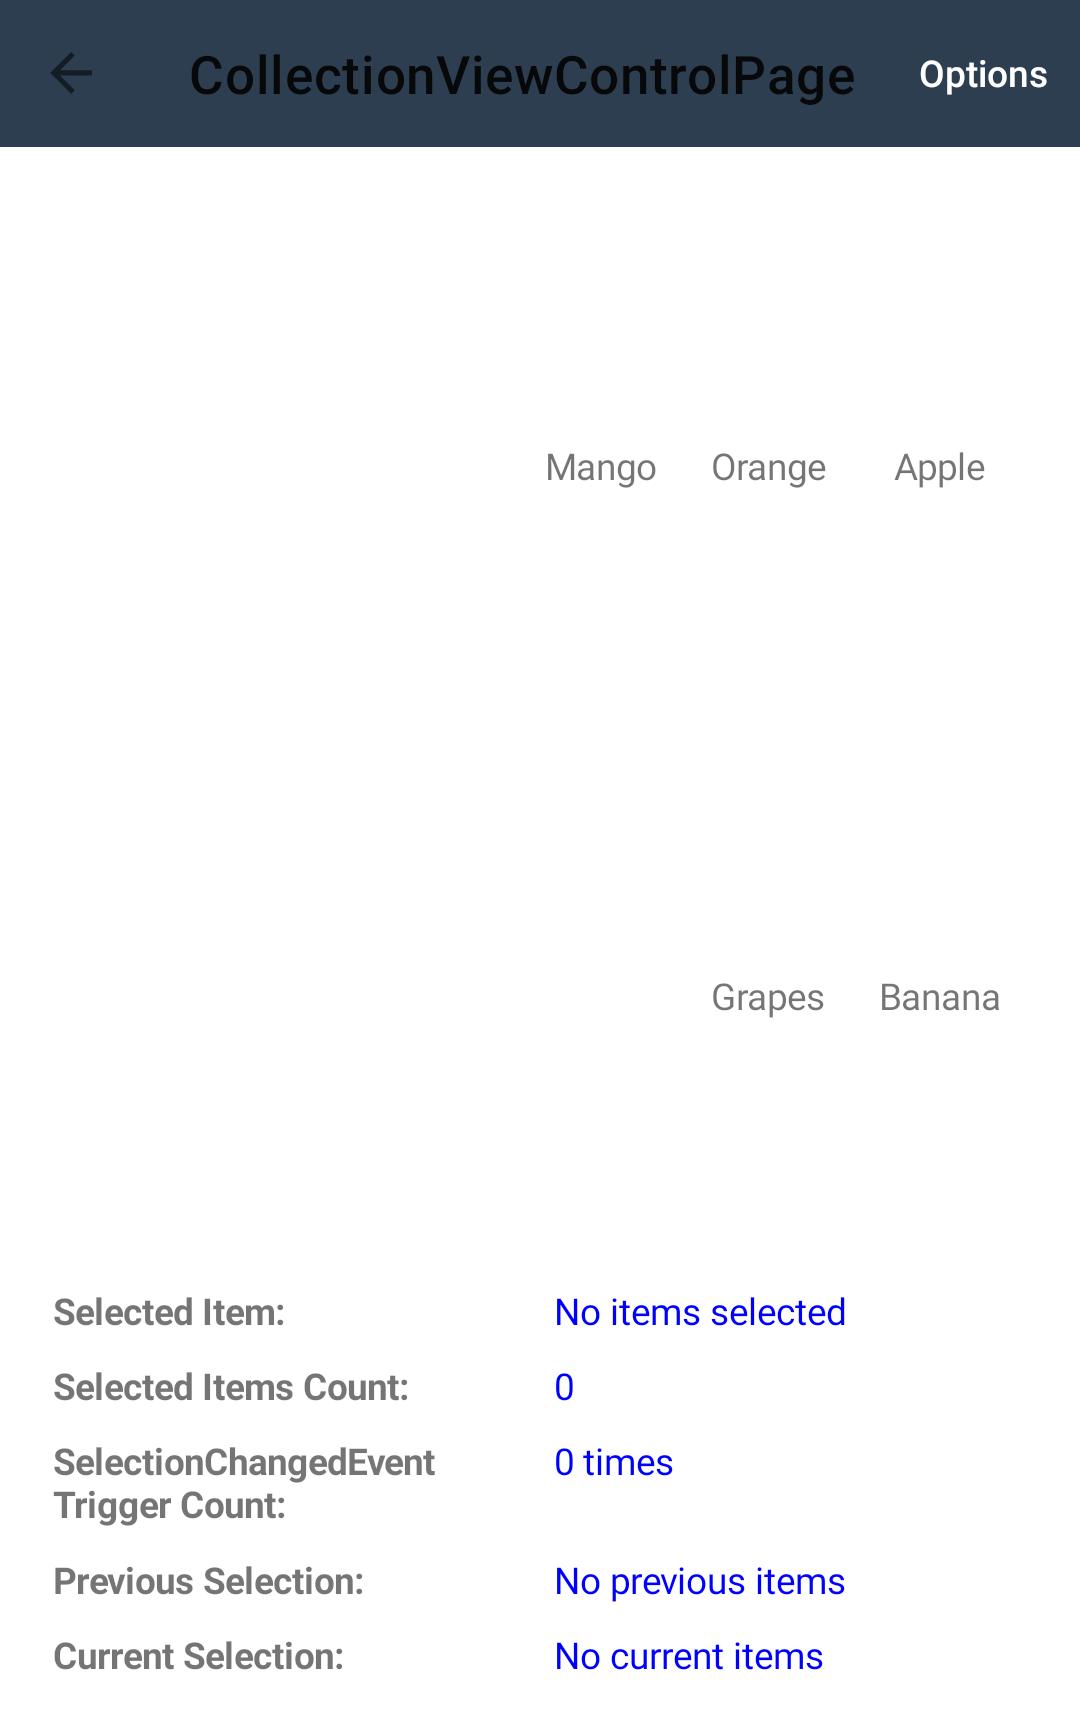 CollectionViewControlPage
Options
Mango Orange Apple
Grapes Banana
Selected Item: No items selected
Selected Items Count: 0
SelectionChangedEvent 0 times
Trigger Count:
Previous Selection: No previous items
Current Selection: No current items